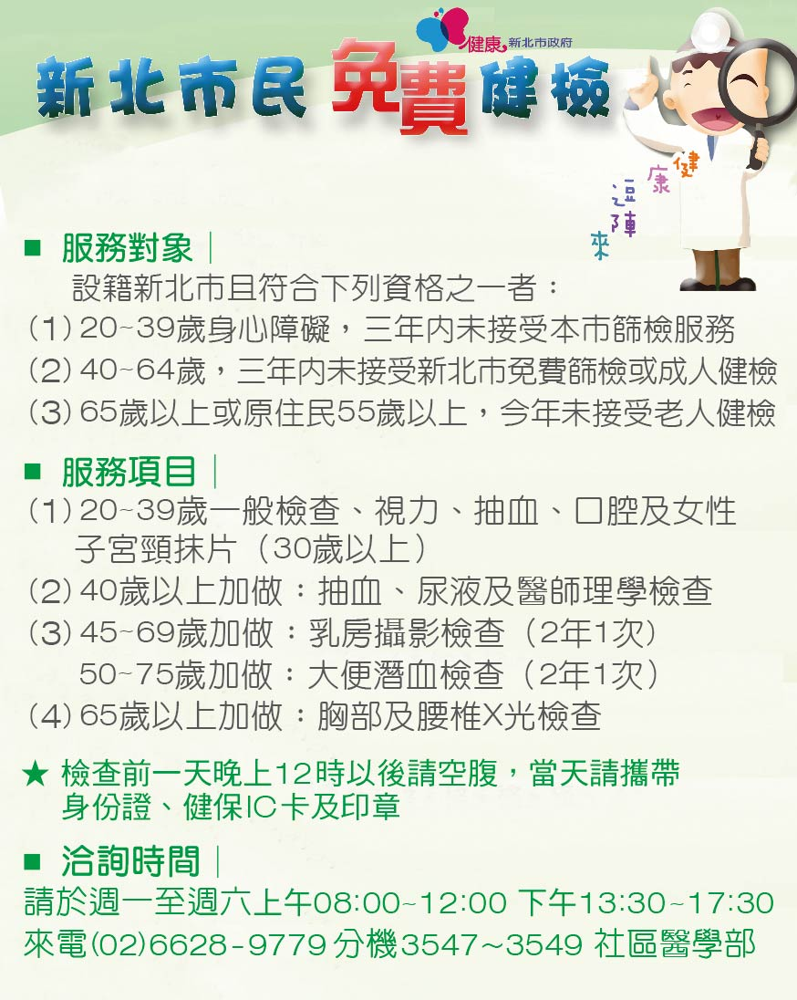 健康 新北市政府
新北市民免費健檢
健康逗陣來
■ 服務對象│
設籍新北市且符合下列資格之一者：
(1) 20~39歲身心障礙，三年內未接受本市篩檢服務
(2) 40~64歲，三年內未接受新北市免費篩檢或成人健檢
(3) 65歲以上或原住民55歲以上，今年未接受老人健檢
■ 服務項目│
(1) 20~39歲一般檢查、視力、抽血、口腔及女性
子宮頸抹片（30歲以上）
(2) 40歲以上加做：抽血、尿液及醫師理學檢查
(3) 45~69歲加做：乳房攝影檢查（2年1次）
50~75歲加做：大便潛血檢查（2年1次）
(4) 65歲以上加做：胸部及腰椎X光檢查
★ 檢查前一天晚上12時以後請空腹，當天請攜帶
身份證、健保IC卡及印章
■ 洽詢時間│
請於週一至週六上午08:00~12:00 下午13:30~17:30
來電(02)6628-9779分機3547~3549 社區醫學部